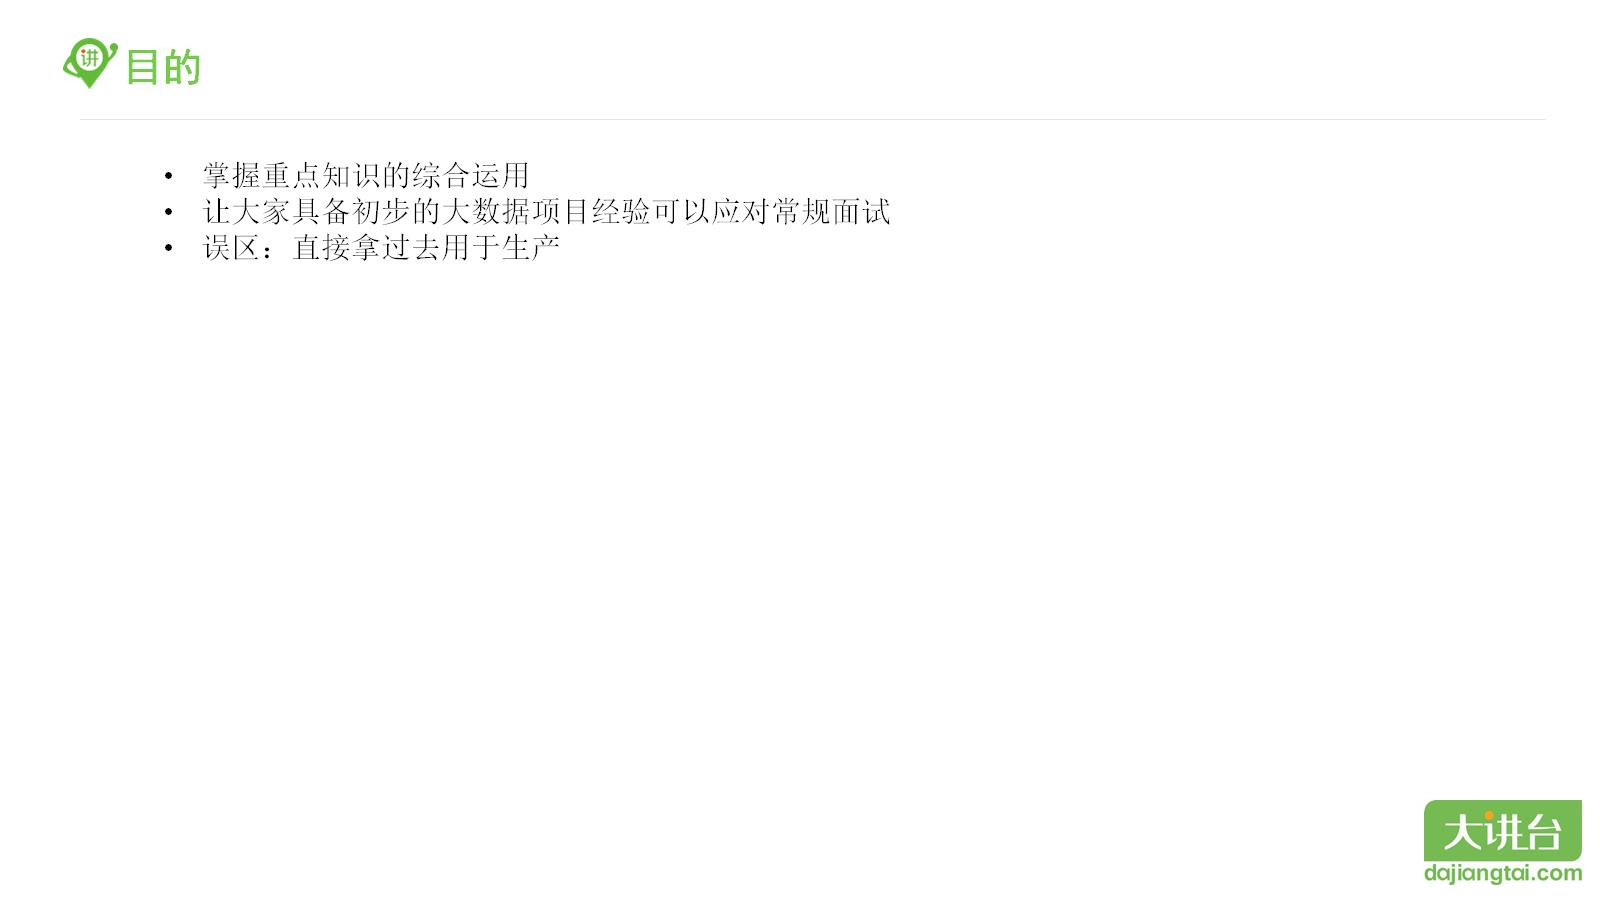 讲
目的
• 掌握重点知识的综合运用
• 让大家具备初步的大数据项目经验可以应对常规面试
• 误区：直接拿过去用于生产
大讲台
dajiangtai.com